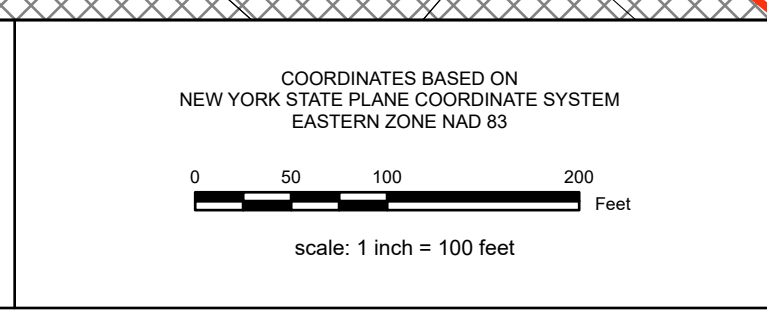 COORDINATES BASED ON
NEW YORK STATE PLANE COORDINATE SYSTEM
EASTERN ZONE NAD 83
0 50 100 200
Feet
scale: 1 inch = 100 feet